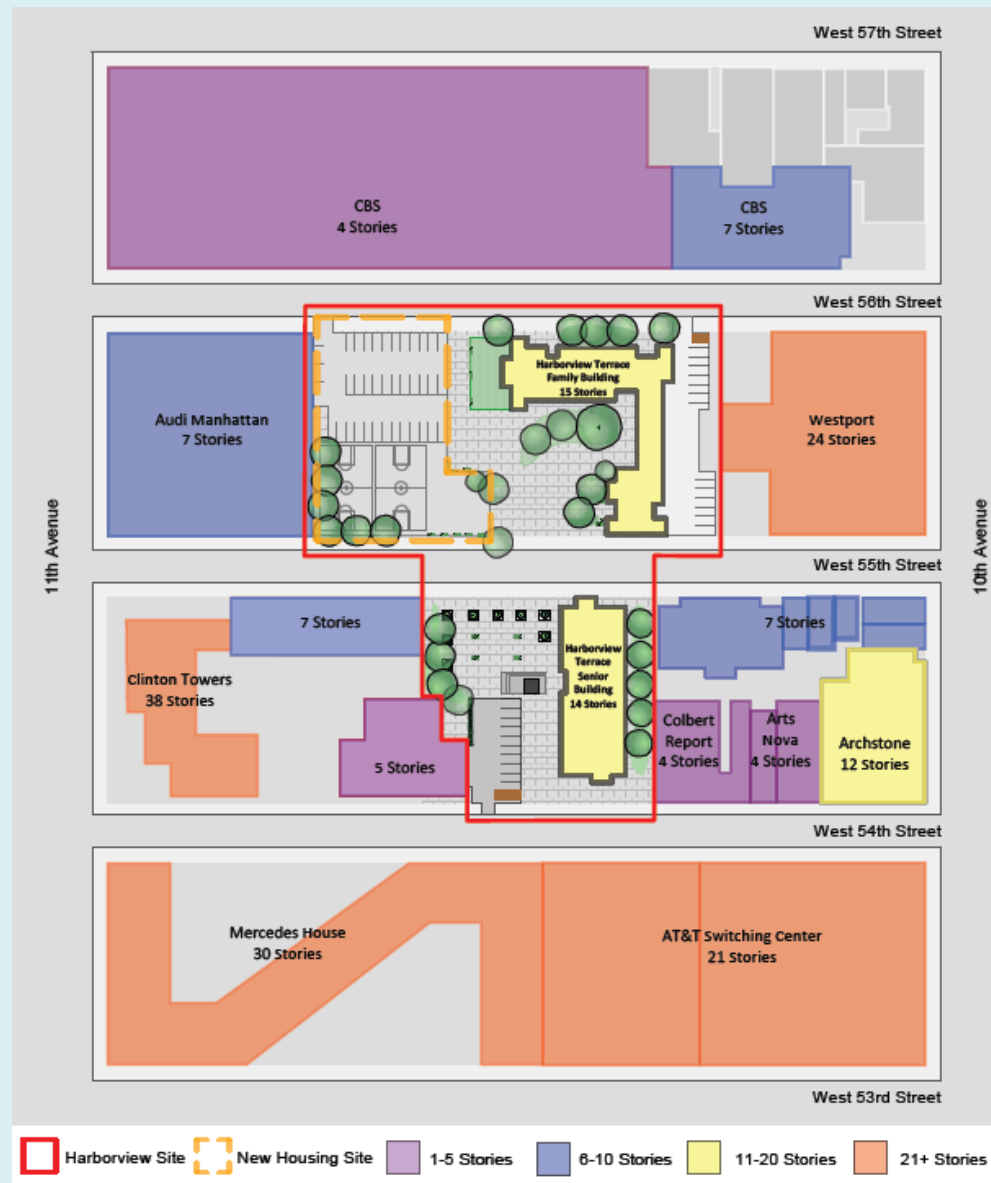 West 57th Street
CBS
4 Stories
CBS
7 Stories
West 56th Street
Audi Manhattan
7 Stories
Harborview Terrace
Family Building
15 Stories
Westport
24 Stories
11th Avenue
10th Avenue
West 55th Street
7 Stories
7 Stories
Clinton Towers
38 Stories
Harborview
Terrace
Senior
Building
14 Stories
5 Stories
Colbert
Report
4 Stories
Arts
Nova
4 Stories
Archstone
12 Stories
West 54th Street
Mercedes House
30 Stories
AT&T Switching Center
21 Stories
West 53rd Street
Harborview Site
New Housing Site
1-5 Stories
6-10 Stories
11-20 Stories
21+ Stories